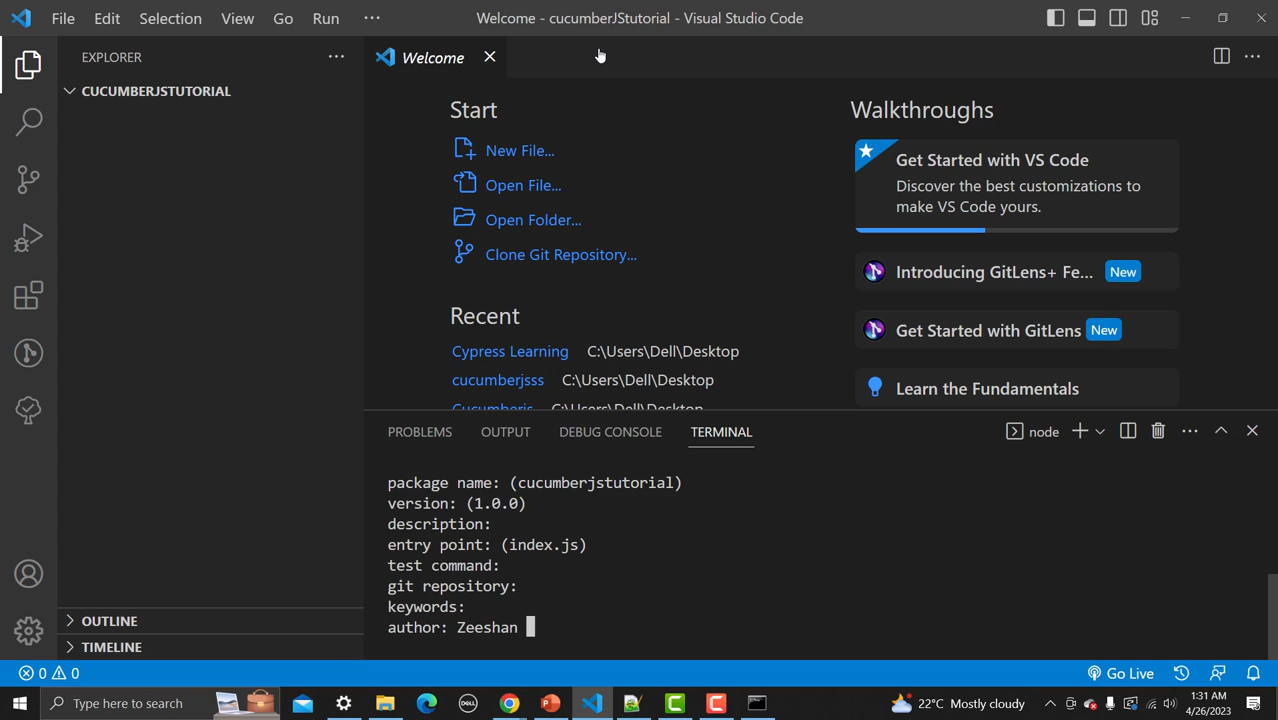 File Edit Selection View Go Run ··· Welcome - cucumberJStutorial - Visual Studio Code
EXPLORER ···
Welcome
CUCUMBERJSTUTORIAL
Start
New File...
Open File...
Open Folder...
Clone Git Repository...
Recent
Cypress Learning C:\Users\Dell\Desktop
cucumberjsss C:\Users\Dell\Desktop
Cucumberjs C:\Users\Dell\Desktop
Walkthroughs
Get Started with VS Code
Discover the best customizations to
make VS Code yours.
Introducing GitLens+ Fe... New
Get Started with GitLens New
Learn the Fundamentals
PROBLEMS OUTPUT DEBUG CONSOLE TERMINAL node
package name: (cucumberjstutorial)
version: (1.0.0)
description:
entry point: (index.js)
test command:
git repository:
keywords:
author: Zeeshan
OUTLINE
TIMELINE
0 0 Go Live
Type here to search DELL 22°C Mostly cloudy 1:31 AM
4/26/2023